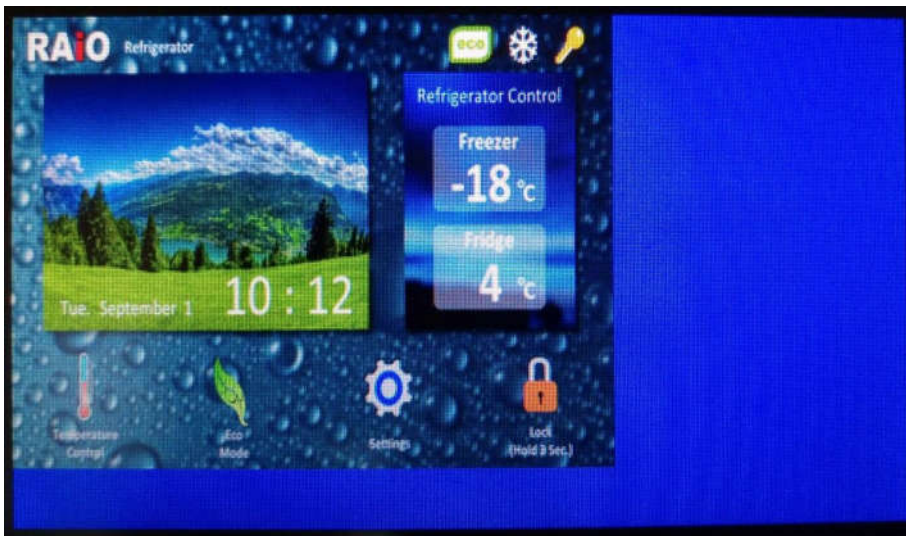 RAiO Refrigerator
eco
Refrigerator Control
Freezer
-18 °C
Fridge
4 °C
Tue. September 1 10 : 12
Temperature
Control
Eco
Mode
Settings
Lock
(Hold 3 Sec.)